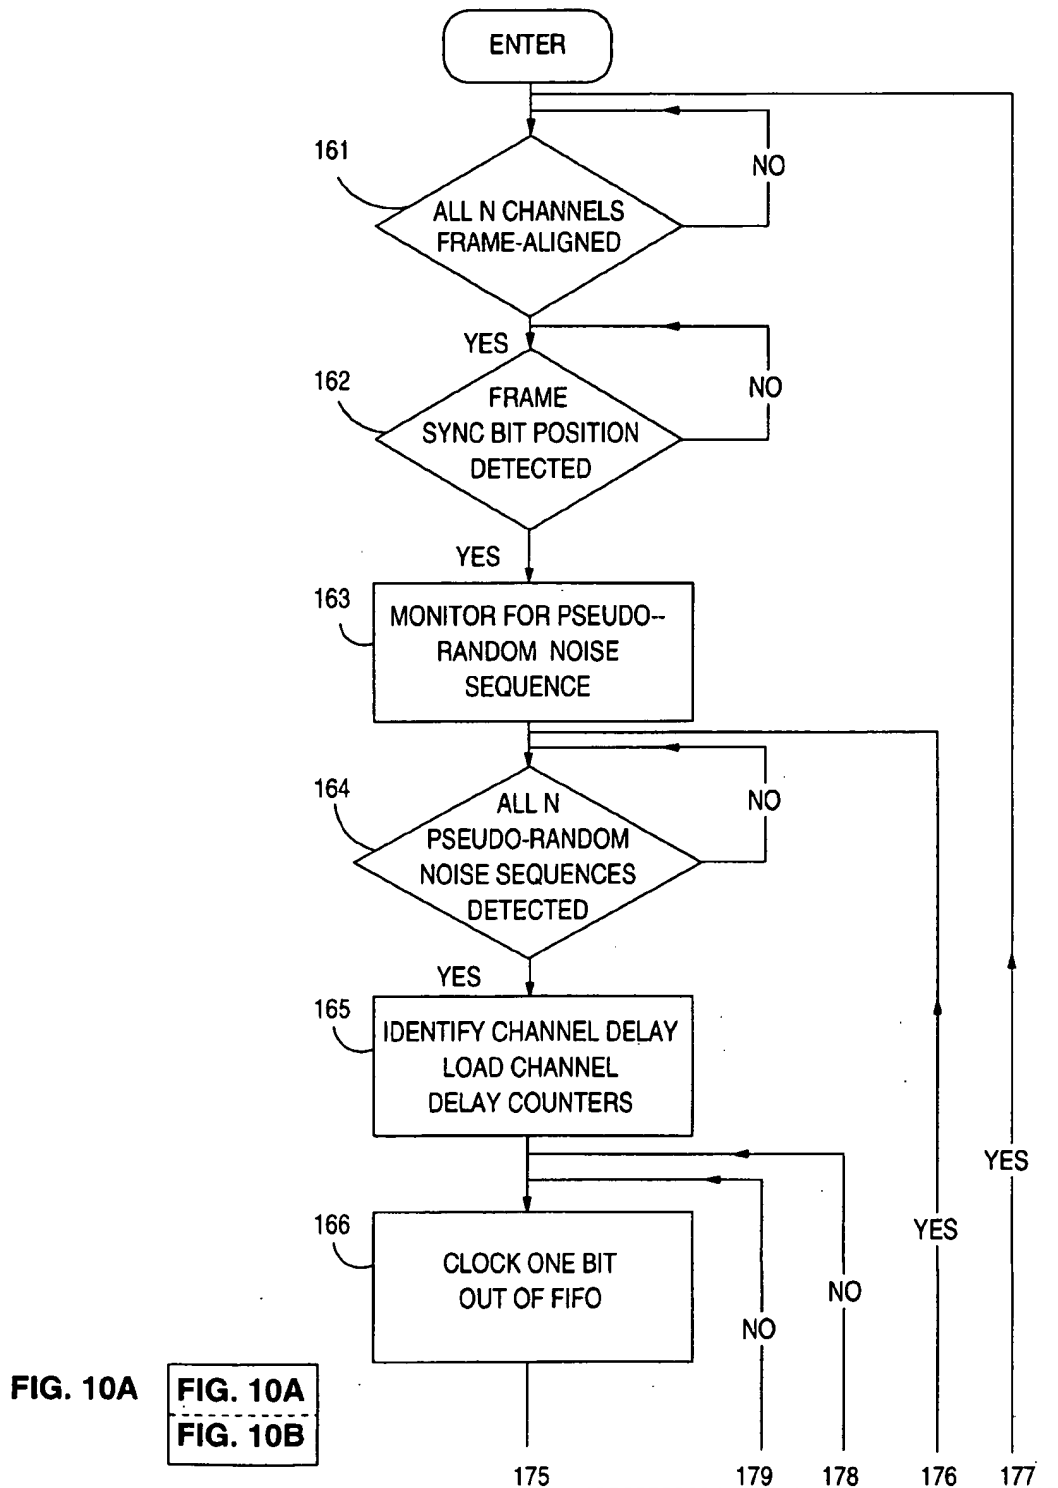 ENTER
161
NO
ALL N CHANNELS
FRAME-ALIGNED
YES
162
NO
FRAME
SYNC BIT POSITION
DETECTED
YES
163
MONITOR FOR PSEUDO--
RANDOM NOISE
SEQUENCE
164
NO
ALL N
PSEUDO-RANDOM
NOISE SEQUENCES
DETECTED
YES
165
IDENTIFY CHANNEL DELAY
LOAD CHANNEL
DELAY COUNTERS
YES
YES
166
CLOCK ONE BIT
OUT OF FIFO
NO
NO
FIG. 10A
FIG. 10A
FIG. 10B
175
179
178
176
177